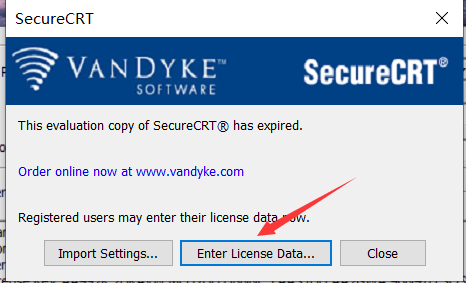 SecureCRT
VANDYKE™
SOFTWARE
SecureCRT®
This evaluation copy of SecureCRT® has expired.
Order online now at www.vandyke.com
Registered users may enter their license data now.
Import Settings...
Enter License Data...
Close